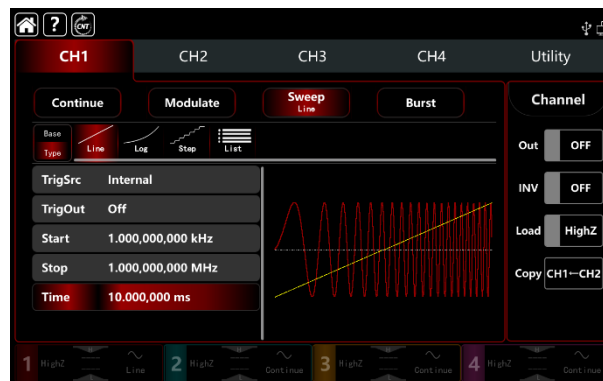 ? CNT
CH1 CH2 CH3 CH4 Utility
Continue Modulate Sweep Burst Channel
Line
Base
Type Line Log Step List
Out OFF
TrigSrc Internal
INV OFF
TrigOut Off
Start 1.000,000,000 kHz
Load HighZ
Stop 1.000,000,000 MHz
Copy CH1←CH2
Time 10.000,000 ms
1 HighZ Line 2 HighZ Continue 3 HighZ Continue 4 HighZ Continue